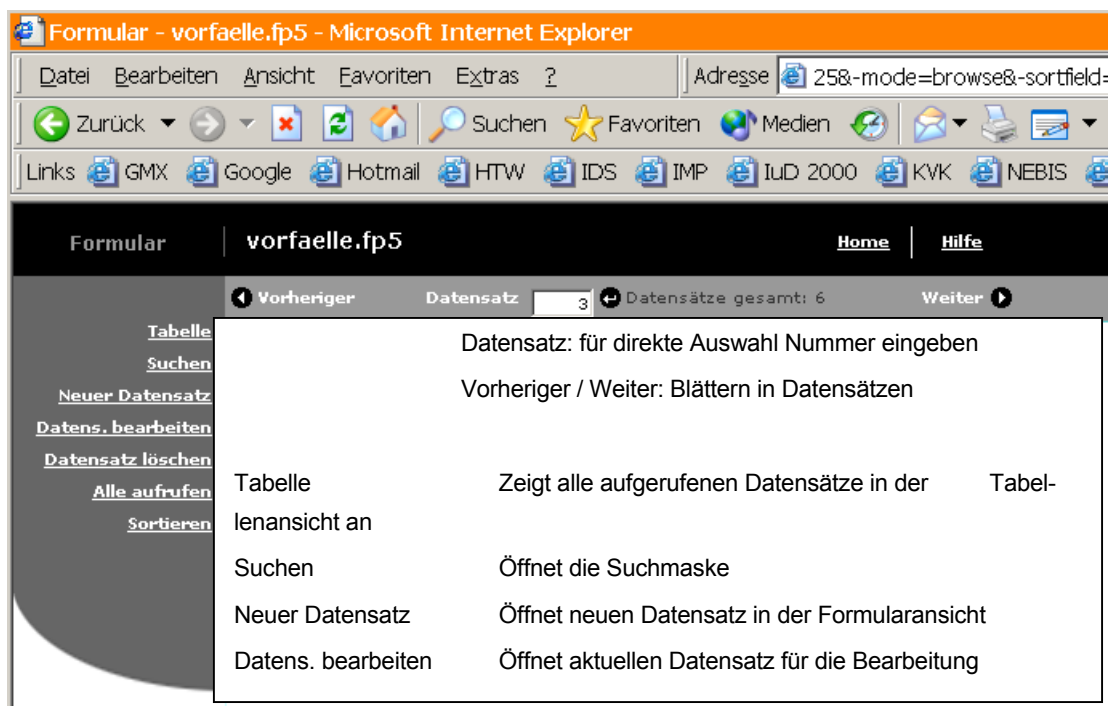 Formular - vorfaelle.fp5 - Microsoft Internet Explorer
Datei Bearbeiten Ansicht Favoriten Extras ? Adresse 25&-mode=browse&-sortfield=
Zurück Suchen Favoriten Medien
Links GMX Google Hotmail HTW IDS IMP IuD 2000 KVK NEBIS
Formular vorfaelle.fp5 Home Hilfe
Vorheriger Datensatz 3 Datensätze gesamt: 6 Weiter
Tabelle
Suchen
Neuer Datensatz
Datens. bearbeiten
Datensatz löschen
Alle aufrufen
Sortieren
Datensatz: für direkte Auswahl Nummer eingeben
Vorheriger / Weiter: Blättern in Datensätzen
Tabelle Zeigt alle aufgerufenen Datensätze in der Tabel-
lenansicht an
Suchen Öffnet die Suchmaske
Neuer Datensatz Öffnet neuen Datensatz in der Formularansicht
Datens. bearbeiten Öffnet aktuellen Datensatz für die Bearbeitung